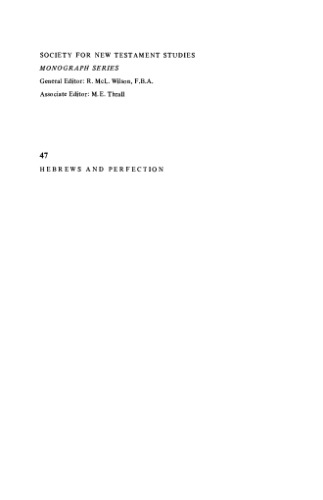 SOCIETY FOR NEW TESTAMENT STUDIES
MONOGRAPH SERIES
General Editor: R. McL. Wilson, F.B.A.
Associate Editor: M.E. Thrall
47
HEBREWS AND PERFECTION